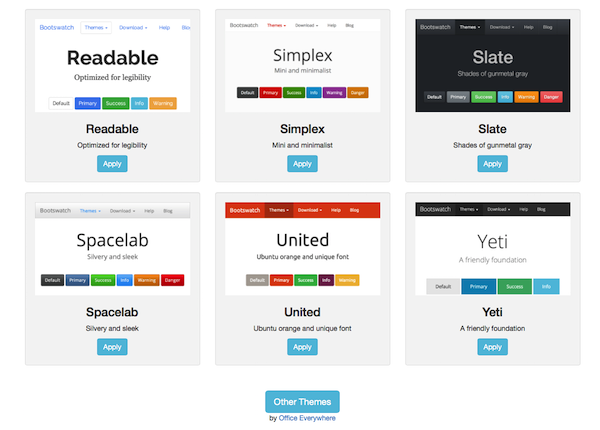 Bootswatch Themes Download Help Blog
Readable
Optimized for legibility
Default Primary Success Info Warning
Readable
Optimized for legibility
Apply
Bootswatch Themes Download Help Blog
Simplex
Mini and minimalist
Default Primary Success Info Warning Danger
Simplex
Mini and minimalist
Apply
Bootswatch Themes Download Help Blog
Slate
Shades of gunmetal gray
Default Primary Success Info Warning Danger
Slate
Shades of gunmetal gray
Apply
Bootswatch Themes Download Help Blog
Spacelab
Silvery and sleek
Default Primary Success Info Warning Danger
Spacelab
Silvery and sleek
Apply
Bootswatch Themes Download Help Blog
United
Ubuntu orange and unique font
Default Primary Success Info Warning
United
Ubuntu orange and unique font
Apply
Bootswatch Themes Download Help Blog
Yeti
A friendly foundation
Default Primary Success Info
Yeti
A friendly foundation
Apply
Other Themes
by Office Everywhere